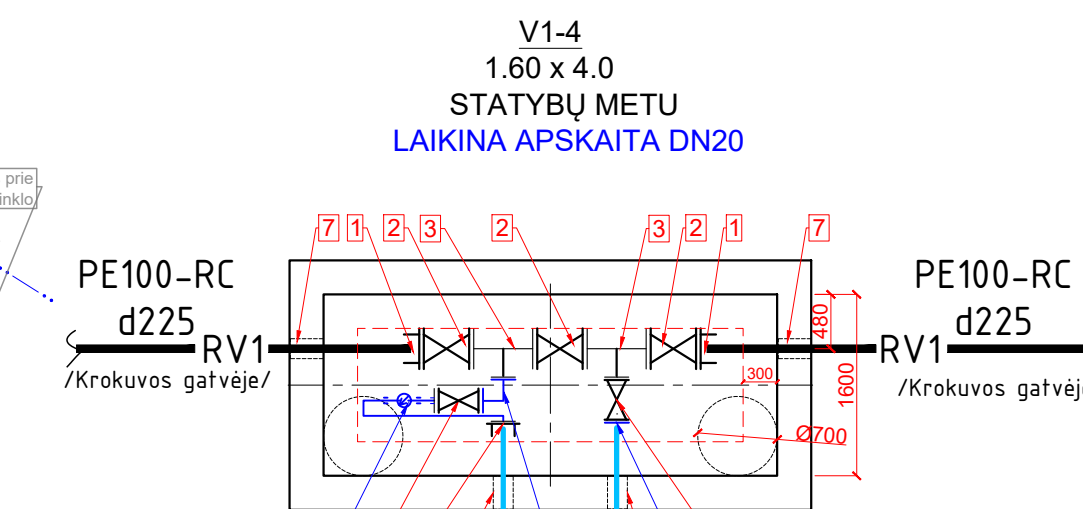 V1-4
1.60 x 4.0
STATYBŲ METU
LAIKINA APSKAITA DN20
prie
inklo
7 1 2 3 2 3 2 1 7
PE100-RC
d225
RV1
/Krokuvos gatvėje/
PE100-RC
d225
RV1
/Krokuvos gatvėje
480
1600
300
Ø700